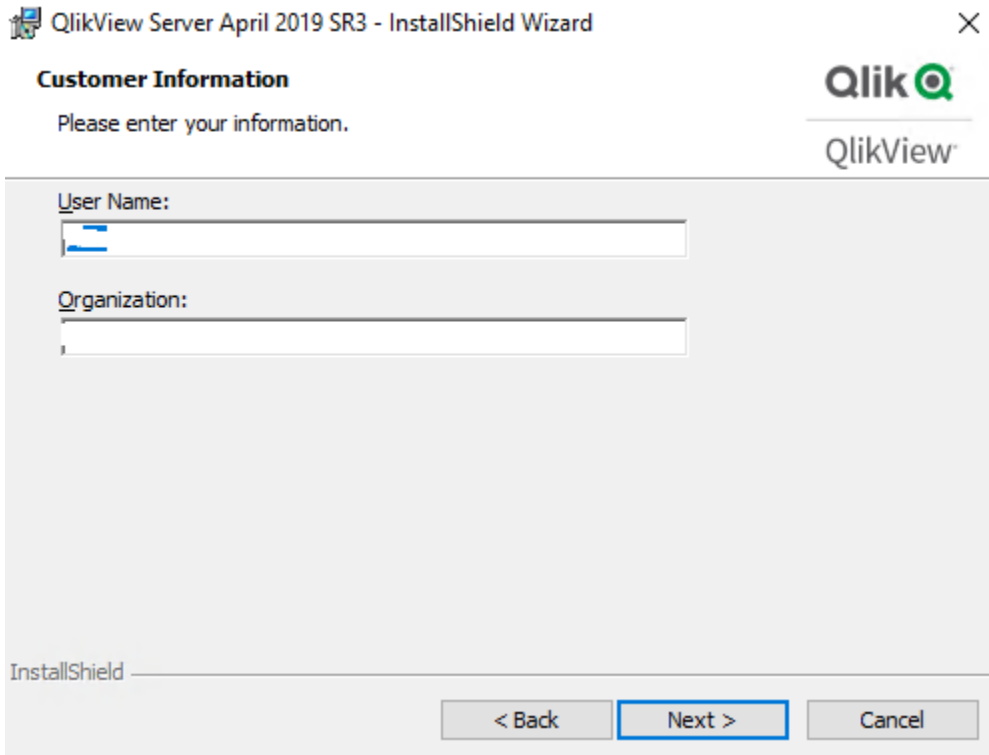 QlikView Server April 2019 SR3 - InstallShield Wizard
Customer Information
Please enter your information.
Qlik
QlikView
User Name:
Organization:
InstallShield
< Back
Next >
Cancel